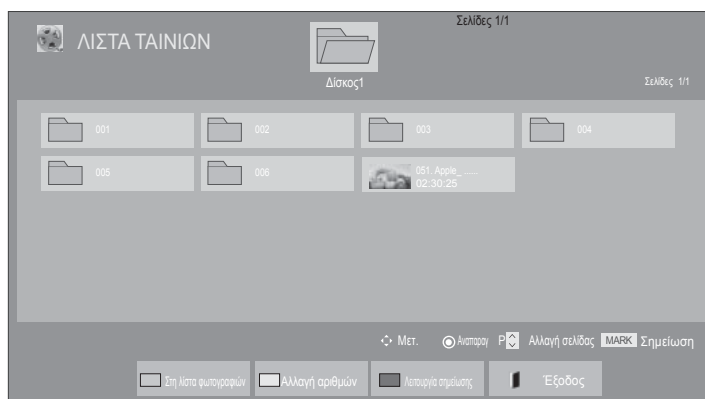 Σελίδες 1/1
ΛΙΣΤΑ ΤΑΙΝΙΩΝ
Δίσκος1
Σελίδες 1/1
001
002
003
004
005
006
051. Apple_ ......
02:30:25
Μετ. Αναπαραγ P Αλλαγή σελίδας MARK Σημείωση
Στη λίστα φωτογραφιών Αλλαγή αριθμών Λειτουργία σημείωσης Έξοδος